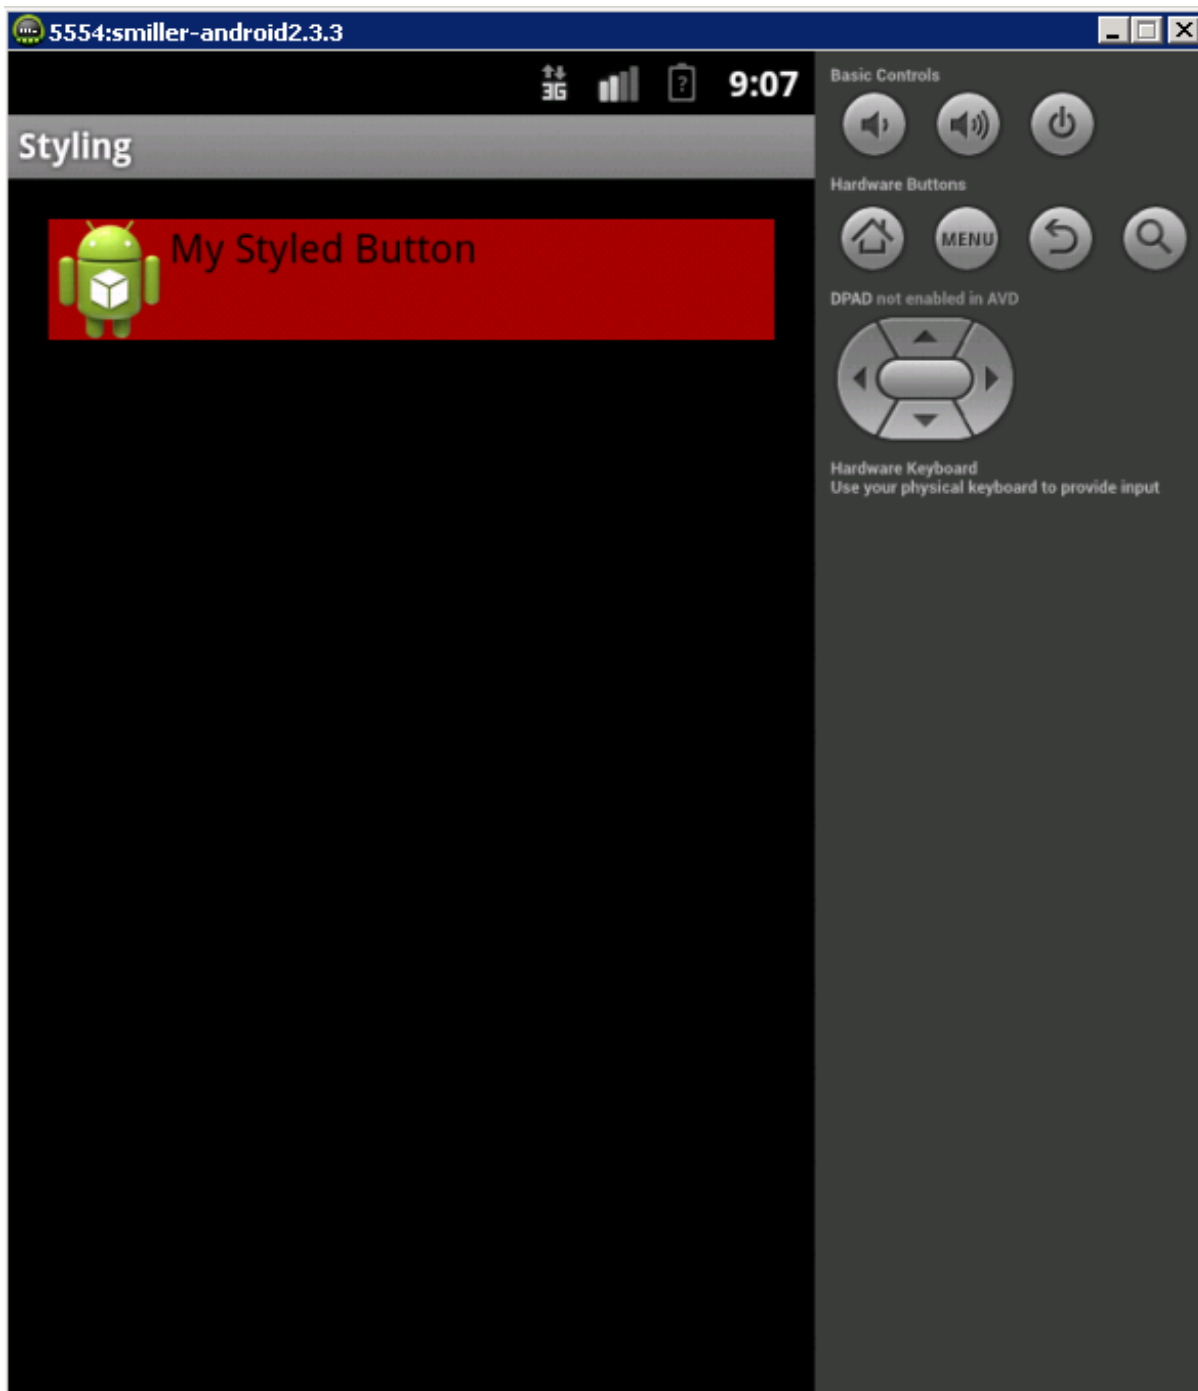 5554:smiller-android2.3.3
3G ? 9:07
Basic Controls
Styling
Hardware Buttons
MENU
My Styled Button
DPAD not enabled in AVD
Hardware Keyboard
Use your physical keyboard to provide input